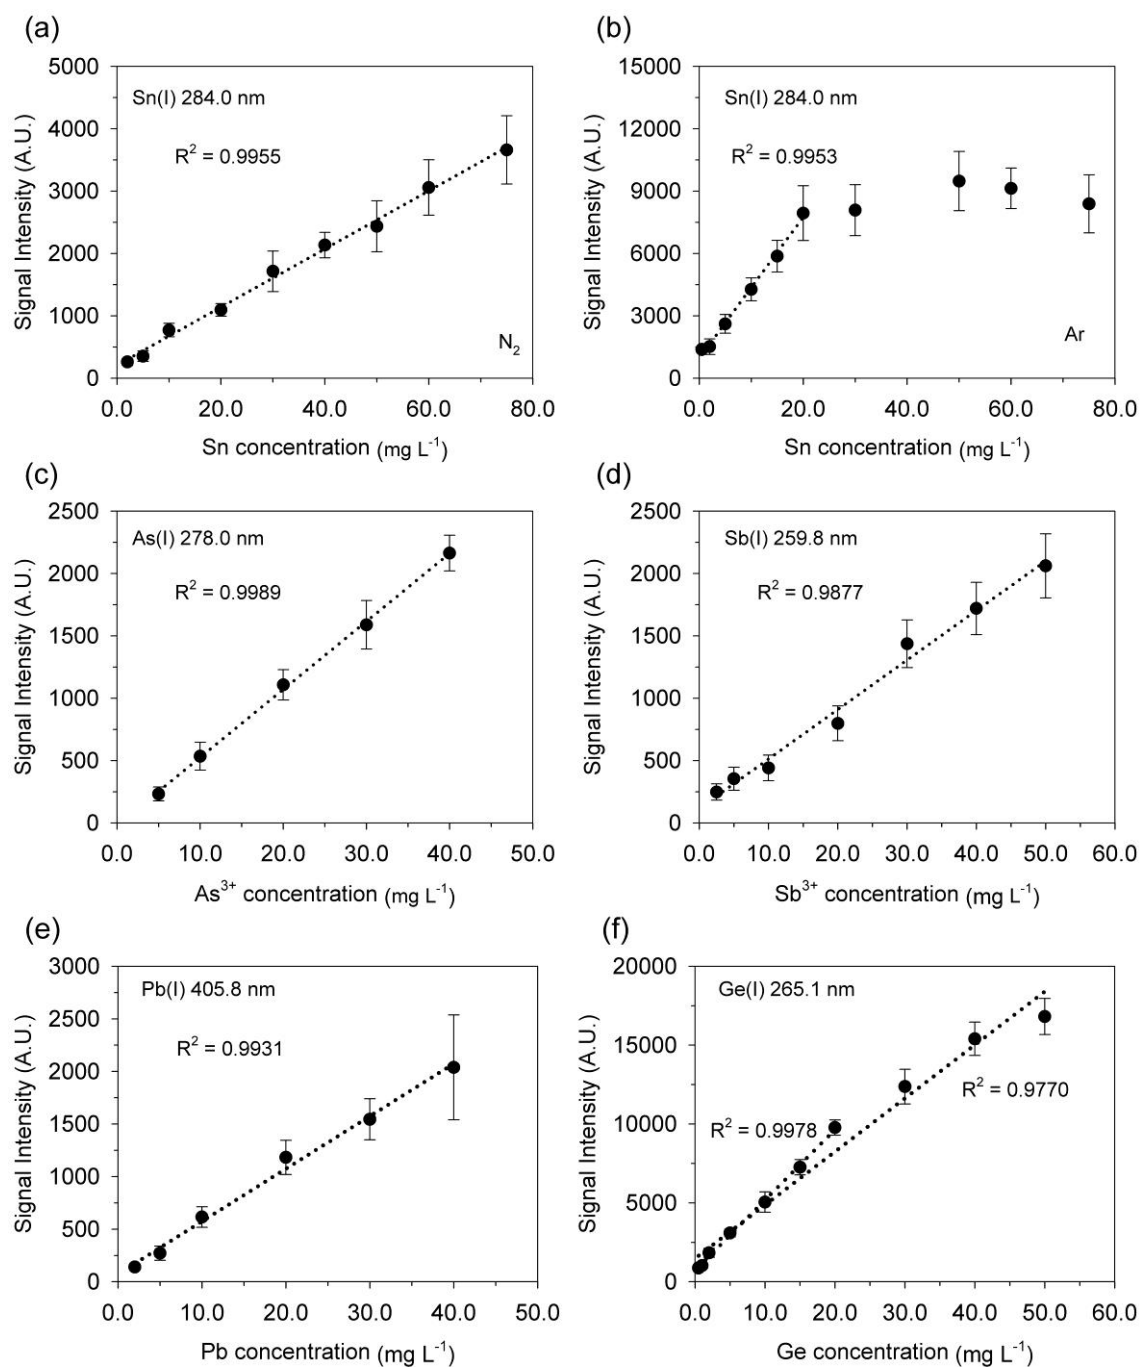 (a)
5000
4000
3000
2000
1000
0
Sn(I) 284.0 nm
R² = 0.9955
N₂
0.0 20.0 40.0 60.0 80.0
Sn concentration (mg L⁻¹)
Signal Intensity (A.U.)
(b)
15000
12000
9000
6000
3000
0
Sn(I) 284.0 nm
R² = 0.9953
Ar
0.0 20.0 40.0 60.0 80.0
Sn concentration (mg L⁻¹)
Signal Intensity (A.U.)
(c)
2500
2000
1500
1000
500
0
As(I) 278.0 nm
R² = 0.9989
0.0 10.0 20.0 30.0 40.0 50.0
As³⁺ concentration (mg L⁻¹)
Signal Intensity (A.U.)
(d)
2500
2000
1500
1000
500
0
Sb(I) 259.8 nm
R² = 0.9877
0.0 10.0 20.0 30.0 40.0 50.0 60.0
Sb³⁺ concentration (mg L⁻¹)
Signal Intensity (A.U.)
(e)
3000
2500
2000
1500
1000
500
0
Pb(I) 405.8 nm
R² = 0.9931
0.0 10.0 20.0 30.0 40.0 50.0
Pb concentration (mg L⁻¹)
Signal Intensity (A.U.)
(f)
20000
15000
10000
5000
0
Ge(I) 265.1 nm
R² = 0.9770
R² = 0.9978
0.0 10.0 20.0 30.0 40.0 50.0 60.0
Ge concentration (mg L⁻¹)
Signal Intensity (A.U.)